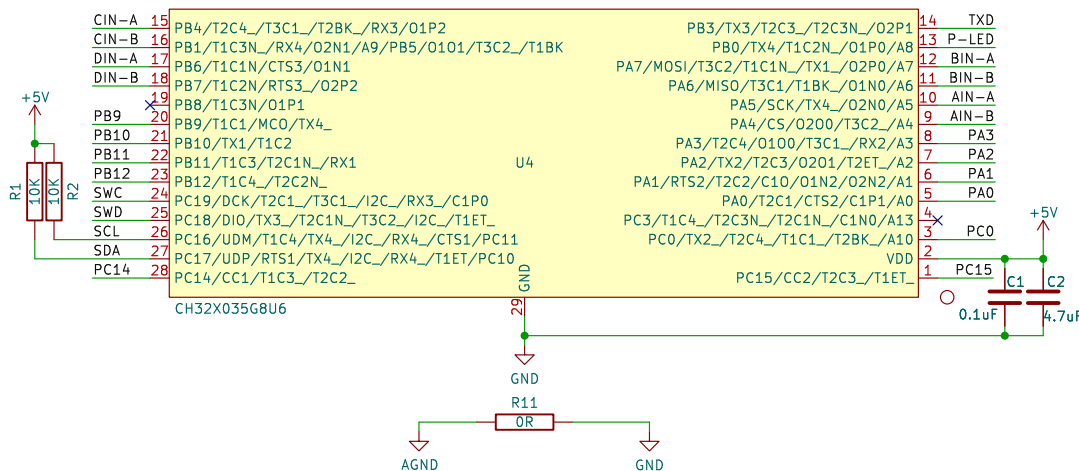 CIN-A 15 PB4/T2C4_/T3C1_/T2BK_/RX3/O1P2
CIN-B 16 PB1/T1C3N_/RX4/O2N1/A9/PB5/O1O1/T3C2_/T1BK
DIN-A 17 PB6/T1C1N/CTS3/O1N1
DIN-B 18 PB7/T1C2N/RTS3_/O2P2
19 PB8/T1C3N/O1P1
PB9 20 PB9/T1C1/MCO/TX4_
PB10 21 PB10/TX1/T1C2
PB11 22 PB11/T1C3/T2C1N_/RX1
PB12 23 PB12/T1C4_/T2C2N_
SWC 24 PC19/DCK/T2C1_/T3C1_/I2C_/RX3_/C1P0
SWD 25 PC18/DIO/TX3_/T2C1N_/T3C2_/I2C_/T1ET_
SCL 26 PC16/UDM/T1C4/TX4_/I2C_/RX4_/CTS1/PC11
SDA 27 PC17/UDP/RTS1/TX4_/I2C_/RX4_/T1ET/PC10
PC14 28 PC14/CC1/T1C3_/T2C2_
+5V
R1
10K
10K
R2
U4
PB3/TX3/T2C3_/T2C3N_/O2P1 14 TXD
PB0/TX4/T1C2N_/O1P0/A8 13 P-LED
PA7/MOSI/T3C2/T1C1N_/TX1_/O2P0/A7 12 BIN-A
PA6/MISO/T3C1/T1BK_/O1N0/A6 11 BIN-B
PA5/SCK/TX4_/O2N0/A5 10 AIN-A
PA4/CS/O2O0/T3C2_/A4 9 AIN-B
PA3/T2C4/O1O0/T3C1_/RX2/A3 8 PA3
PA2/TX2/T2C3/O2O1/T2ET_/A2 7 PA2
PA1/RTS2/T2C2/C1O/O1N2/O2N2/A1 6 PA1
PA0/T2C1/CTS2/C1P1/A0 5 PA0
PC3/T1C4_/T2C3N_/T2C1N_/C1N0/A13 4
PC0/TX2_/T2C4_/T1C1_/T2BK_/A10 3 PC0
VDD 2
PC15/CC2/T2C3_/T1ET_ 1 PC15
+5V
C1
0.1uF
C2
4.7uF
GND
29
CH32X035G8U6
GND
R11
0R
AGND
GND